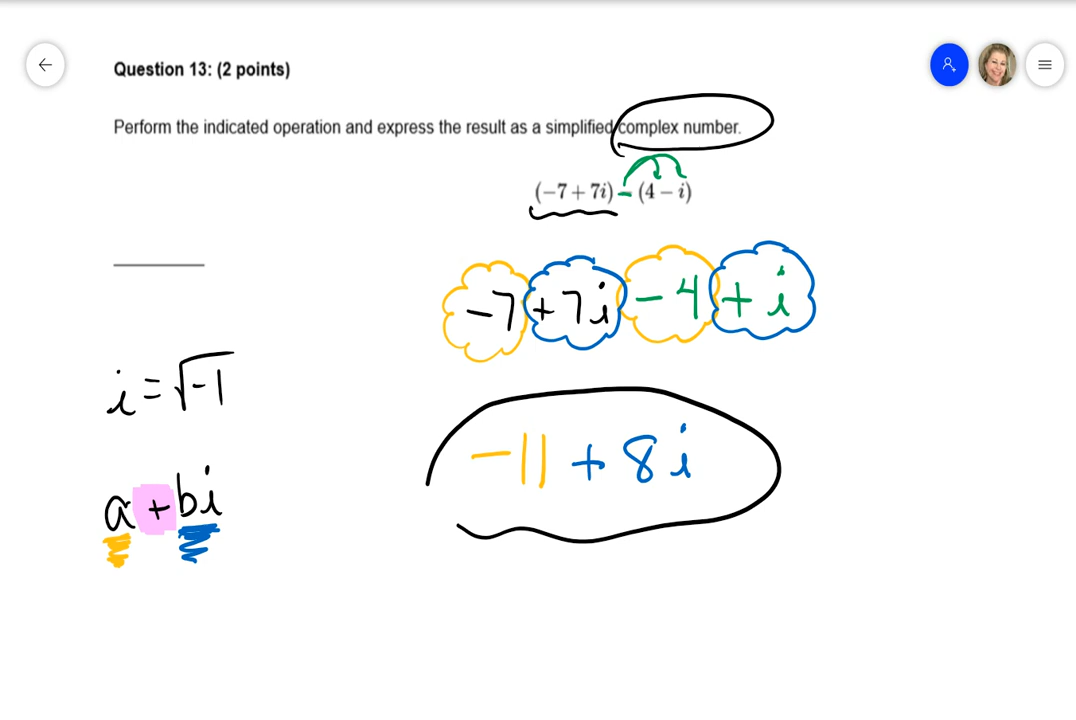 Question 13: (2 points)
Perform the indicated operation and express the result as a simplified complex number.
(−7 + 7i) − (4 − i)
−7 + 7i − 4 + i
i = √−1
−11 + 8i
a + bi